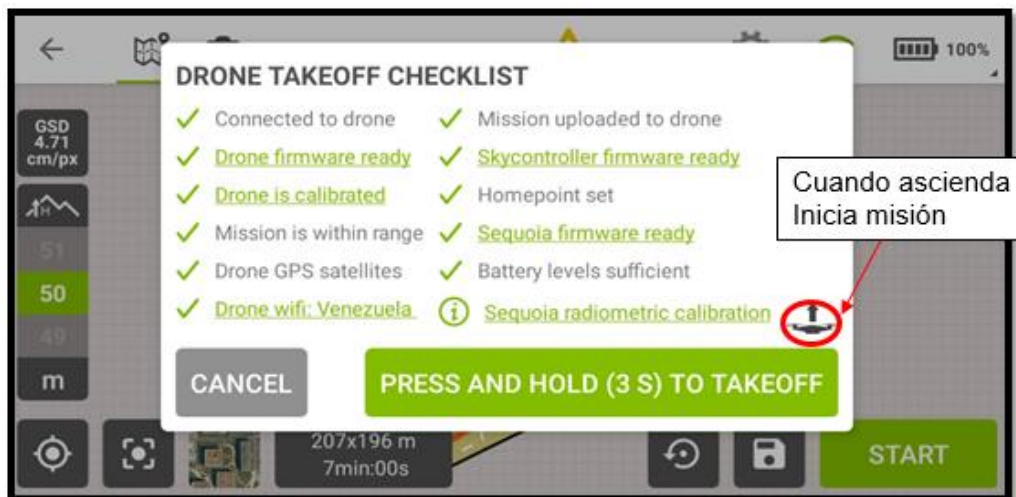 100%
DRONE TAKEOFF CHECKLIST
Connected to drone
Mission uploaded to drone
Drone firmware ready
Skycontroller firmware ready
Drone is calibrated
Homepoint set
Mission is within range
Sequoia firmware ready
Drone GPS satellites
Battery levels sufficient
Drone wifi: Venezuela
Sequoia radiometric calibration
CANCEL
PRESS AND HOLD (3 S) TO TAKEOFF
GSD
4.71
cm/px
H
51
50
49
m
Cuando ascienda
Inicia misión
207x196 m
7min:00s
START